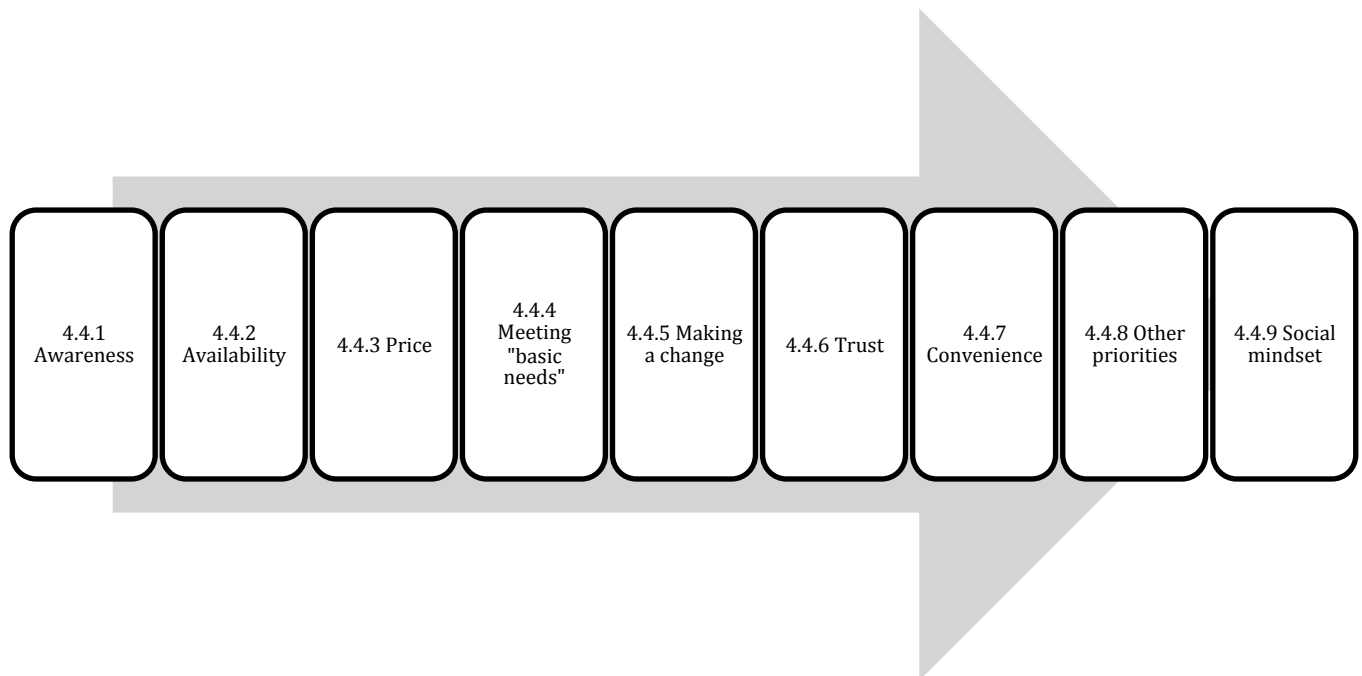 4.4.1
Awareness
4.4.2
Availability
4.4.3 Price
4.4.4
Meeting
"basic
needs"
4.4.5 Making
a change
4.4.6 Trust
4.4.7
Convenience
4.4.8 Other
priorities
4.4.9 Social
mindset